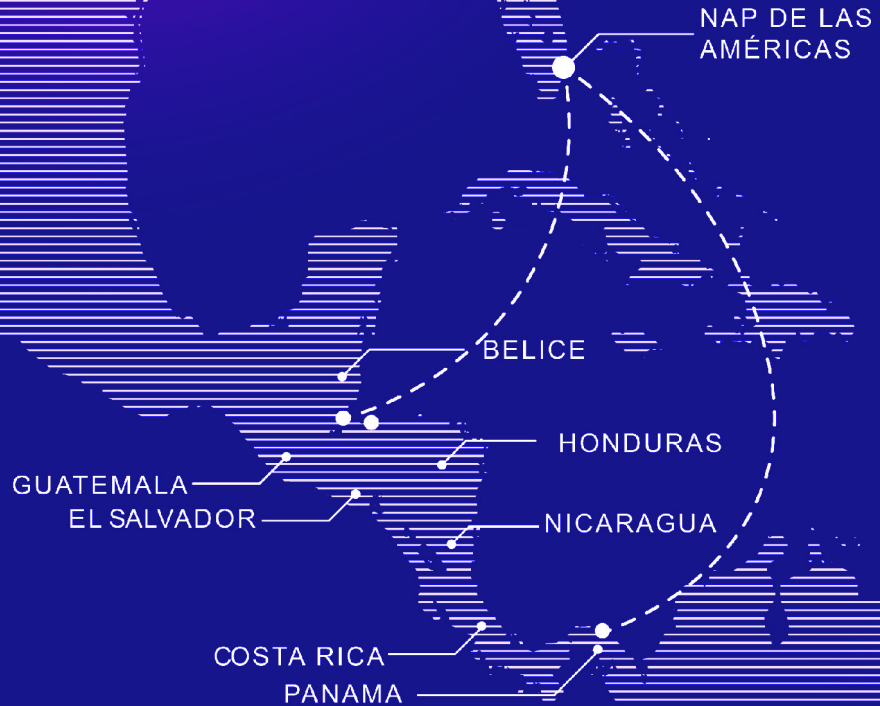 NAP DE LAS
AMÉRICAS
BELICE
HONDURAS
GUATEMALA
EL SALVADOR
NICARAGUA
COSTA RICA
PANAMA